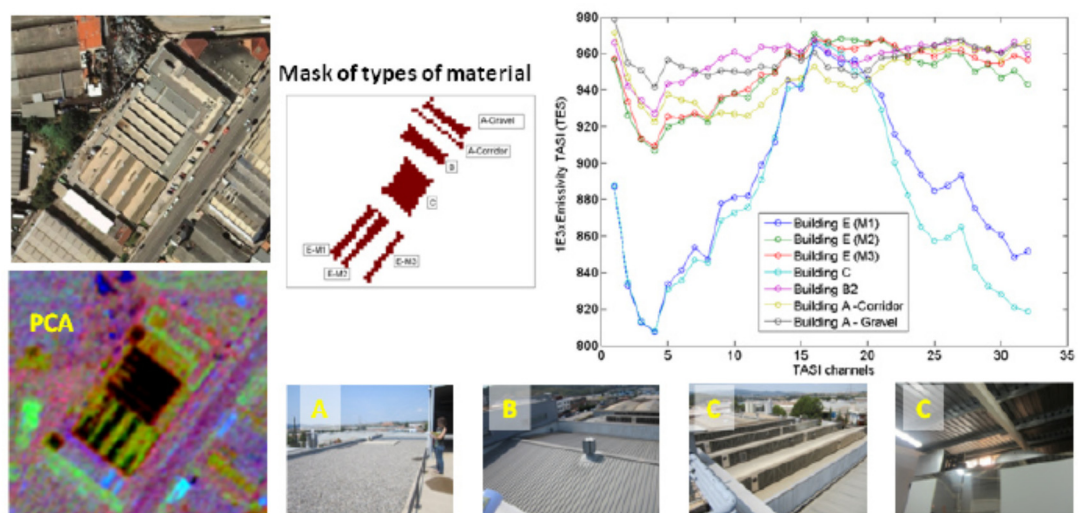 Mask of types of material
A-Gravel
A-Corridor
B
C
E-M1
E-M2
E-M3
PCA
980
960
940
920
900
880
860
840
820
800
1E3xEmissivity TASI (TES)
Building E (M1)
Building E (M2)
Building E (M3)
Building C
Building B2
Building A -Corridor
Building A - Gravel
0 5 10 15 20 25 30 35
TASI channels
A
B
C
C